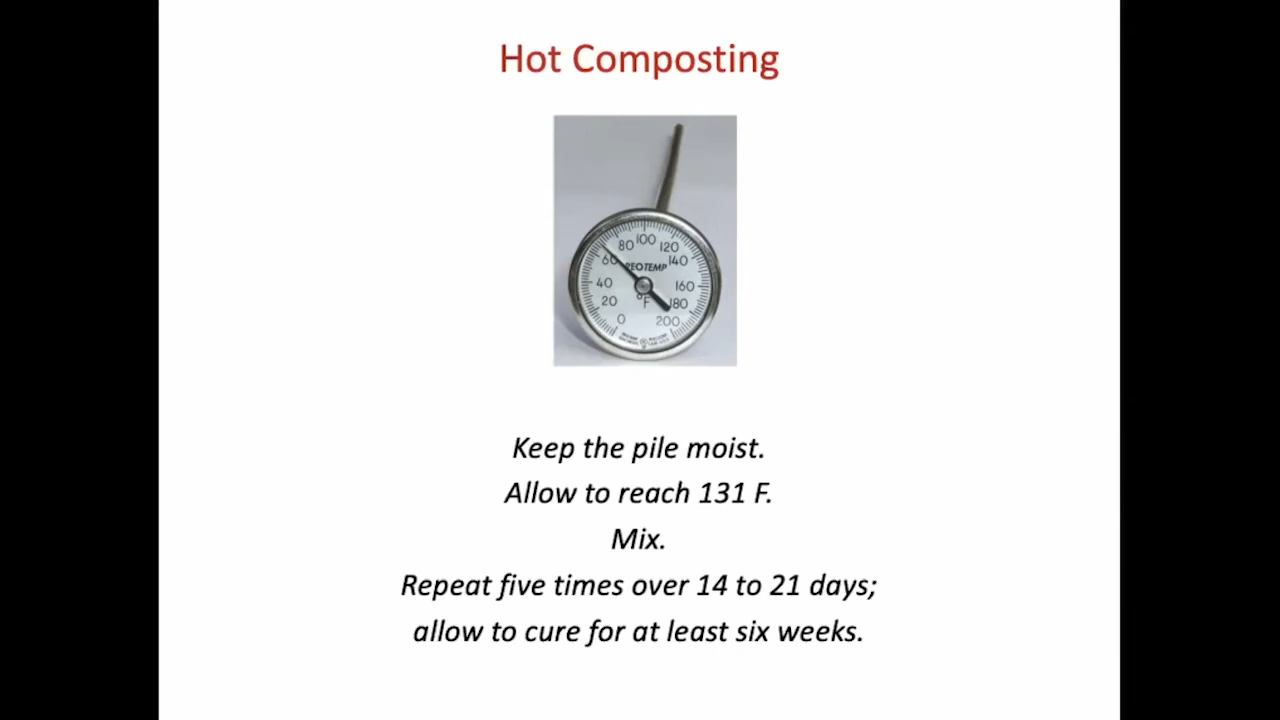 Hot Composting
100
80 120
60 REOTEMP 140
40 160
°F
20 180
0 200
Keep the pile moist.
Allow to reach 131 F.
Mix.
Repeat five times over 14 to 21 days;
allow to cure for at least six weeks.